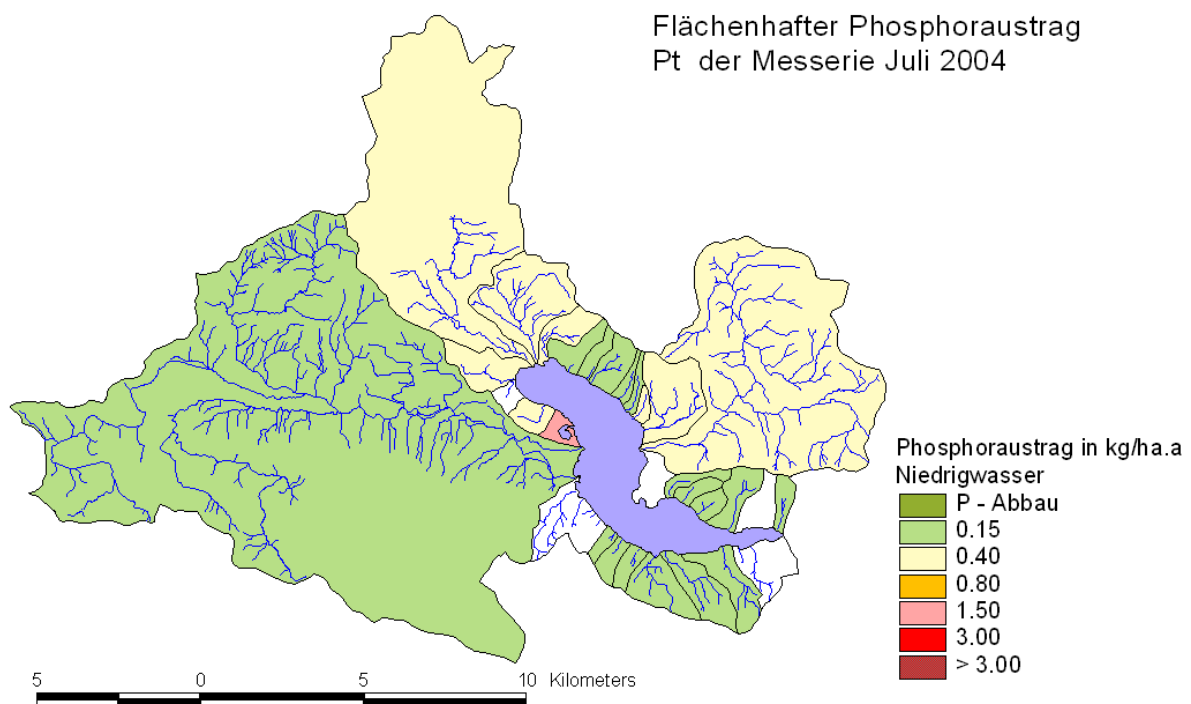 Flächenhafter Phosphoraustrag
Pt der Messerie Juli 2004
Phosphoraustrag in kg/ha.a
Niedrigwasser
P - Abbau
0.15
0.40
0.80
1.50
3.00
> 3.00
5 0 5 10 Kilometers